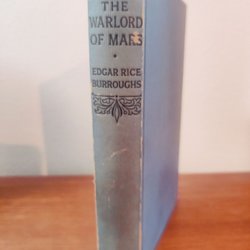 THE
WARLORD
OF MARS
EDGAR RICE
BURROUGHS